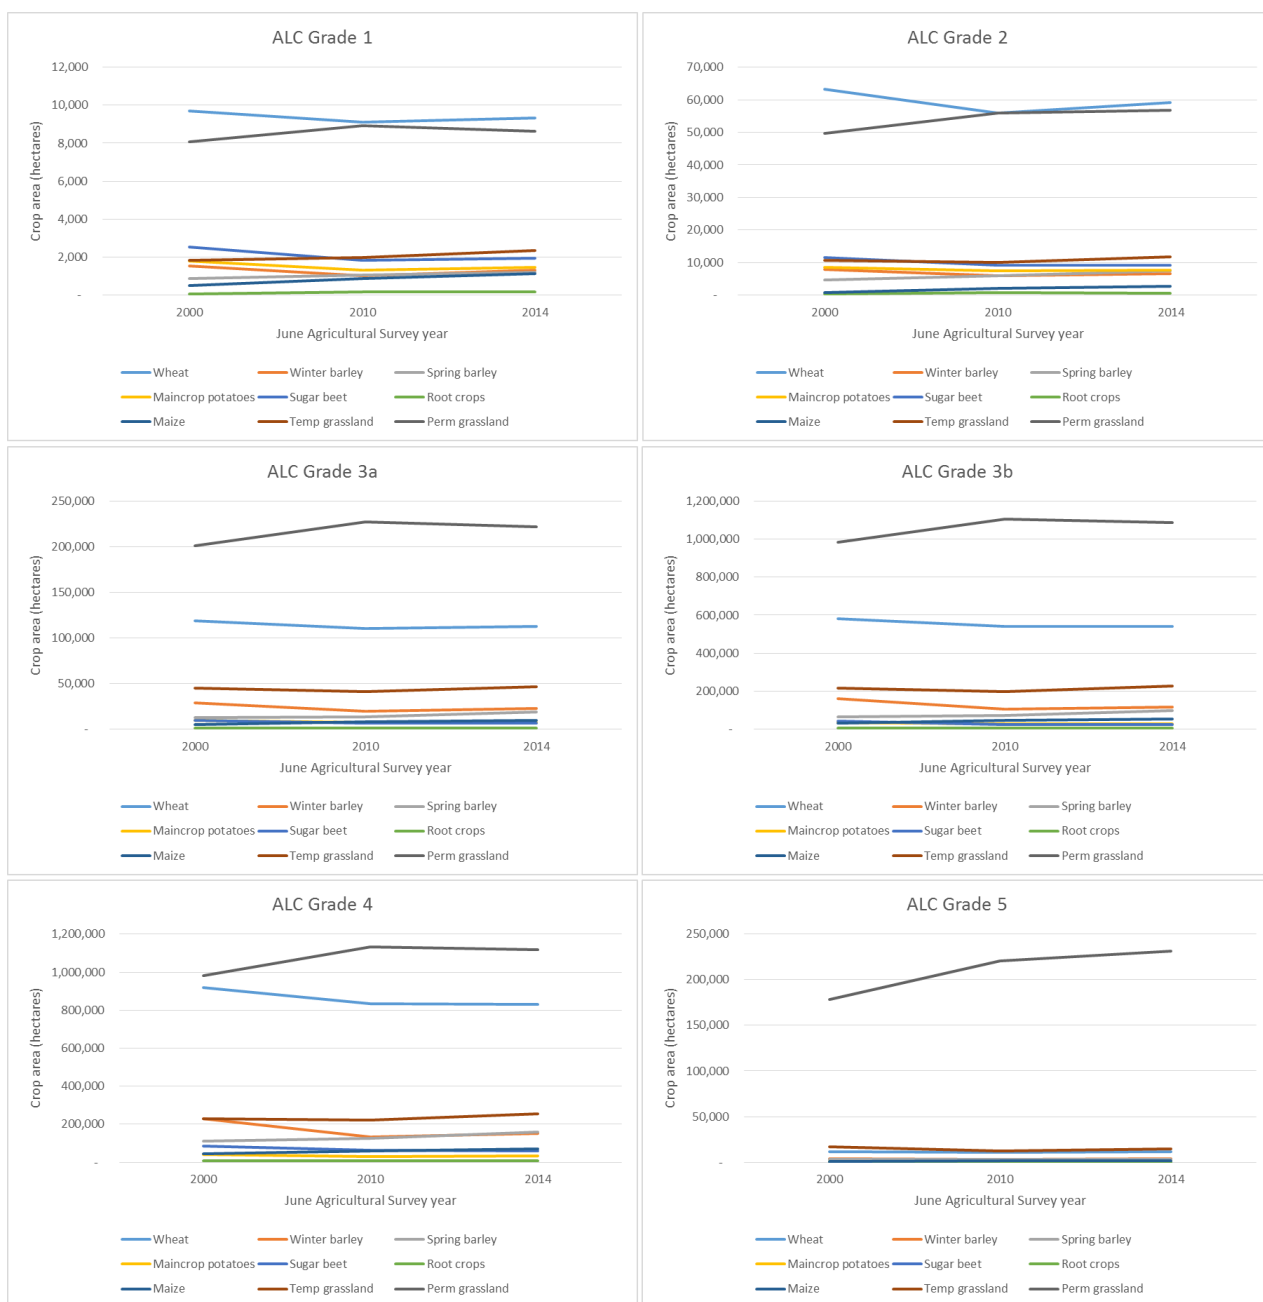 ALC Grade 1
12,000
10,000
8,000
6,000
4,000
2,000
-
Crop area (hectares)
2000 2010 2014
June Agricultural Survey year
Wheat Winter barley Spring barley
Maincrop potatoes Sugar beet Root crops
Maize Temp grassland Perm grassland
ALC Grade 2
70,000
60,000
50,000
40,000
30,000
20,000
10,000
-
Crop area (hectares)
2000 2010 2014
June Agricultural Survey year
Wheat Winter barley Spring barley
Maincrop potatoes Sugar beet Root crops
Maize Temp grassland Perm grassland
ALC Grade 3a
250,000
200,000
150,000
100,000
50,000
-
Crop area (hectares)
2000 2010 2014
June Agricultural Survey year
Wheat Winter barley Spring barley
Maincrop potatoes Sugar beet Root crops
Maize Temp grassland Perm grassland
ALC Grade 3b
1,200,000
1,000,000
800,000
600,000
400,000
200,000
-
Crop area (hectares)
2000 2010 2014
June Agricultural Survey year
Wheat Winter barley Spring barley
Maincrop potatoes Sugar beet Root crops
Maize Temp grassland Perm grassland
ALC Grade 4
1,200,000
1,000,000
800,000
600,000
400,000
200,000
-
Crop area (hectares)
2000 2010 2014
June Agricultural Survey year
Wheat Winter barley Spring barley
Maincrop potatoes Sugar beet Root crops
Maize Temp grassland Perm grassland
ALC Grade 5
250,000
200,000
150,000
100,000
50,000
-
Crop area (hectares)
2000 2010 2014
June Agricultural Survey year
Wheat Winter barley Spring barley
Maincrop potatoes Sugar beet Root crops
Maize Temp grassland Perm grassland